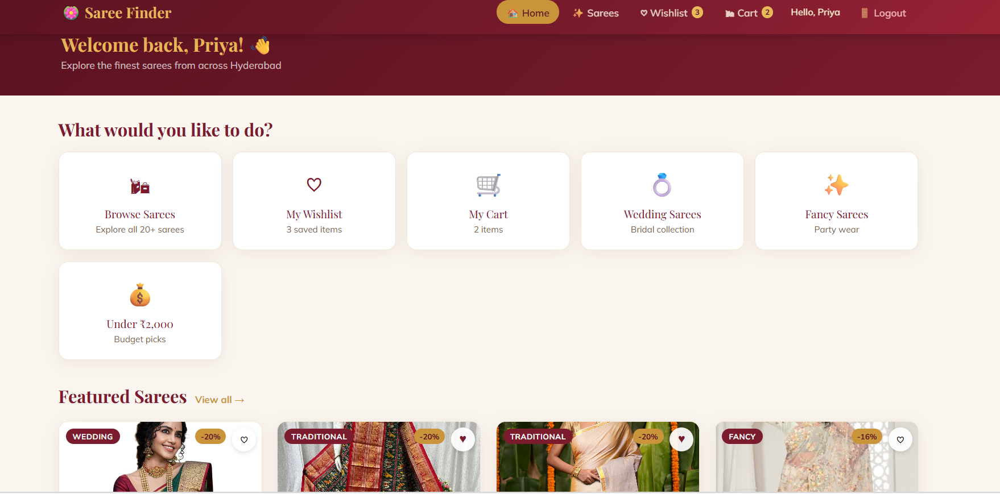 Saree Finder
Home
Sarees
Wishlist 3
Cart 2
Hello, Priya
Logout
Welcome back, Priya!
Explore the finest sarees from across Hyderabad
What would you like to do?
Browse Sarees
Explore all 20+ sarees
My Wishlist
3 saved items
My Cart
2 items
Wedding Sarees
Bridal collection
Fancy Sarees
Party wear
Under ₹2,000
Budget picks
Featured Sarees View all →
WEDDING
-20%
TRADITIONAL
-20%
TRADITIONAL
-20%
FANCY
-16%